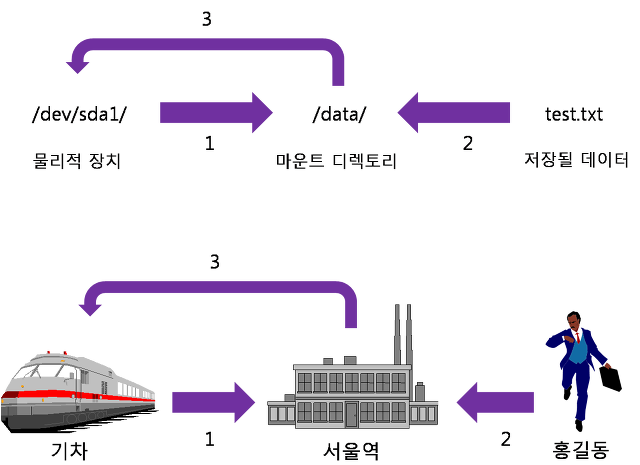 3
/dev/sda1/ /data/ test.txt
1 2
물리적 장치 마운트 디렉토리 저장될 데이터
3
1 2
기차 서울역 홍길동